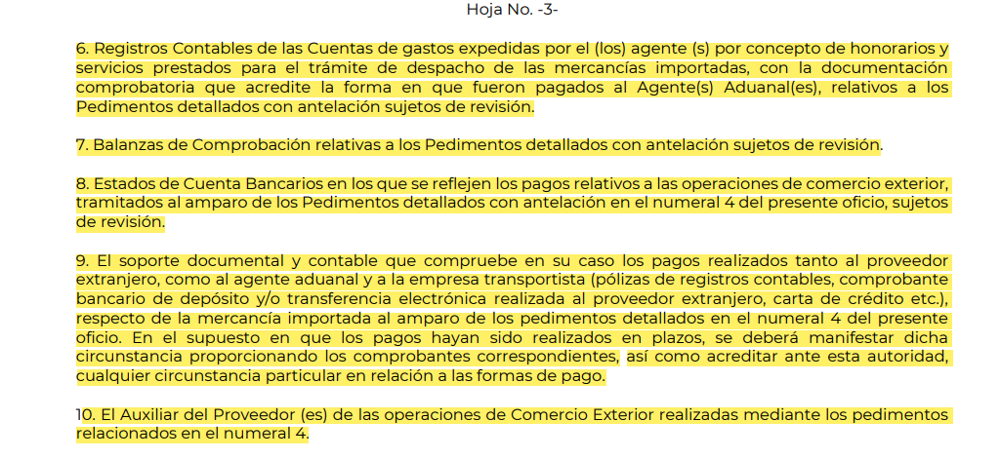 Hoja No. -3-
6. Registros Contables de las Cuentas de gastos expedidas por el (los) agente (s) por concepto de honorarios y
servicios prestados para el trámite de despacho de las mercancías importadas, con la documentación
comprobatoria que acredite la forma en que fueron pagados al Agente(s) Aduanal(es), relativos a los
Pedimentos detallados con antelación sujetos de revisión.
7. Balanzas de Comprobación relativas a los Pedimentos detallados con antelación sujetos de revisión.
8. Estados de Cuenta Bancarios en los que se reflejen los pagos relativos a las operaciones de comercio exterior,
tramitados al amparo de los Pedimentos detallados con antelación en el numeral 4 del presente oficio, sujetos
de revisión.
9. El soporte documental y contable que compruebe en su caso los pagos realizados tanto al proveedor
extranjero, como al agente aduanal y a la empresa transportista (pólizas de registros contables, comprobante
bancario de depósito y/o transferencia electrónica realizada al proveedor extranjero, carta de crédito etc.),
respecto de la mercancía importada al amparo de los pedimentos detallados en el numeral 4 del presente
oficio. En el supuesto en que los pagos hayan sido realizados en plazos, se deberá manifestar dicha
circunstancia proporcionando los comprobantes correspondientes, así como acreditar ante esta autoridad,
cualquier circunstancia particular en relación a las formas de pago.
10. El Auxiliar del Proveedor (es) de las operaciones de Comercio Exterior realizadas mediante los pedimentos
relacionados en el numeral 4.